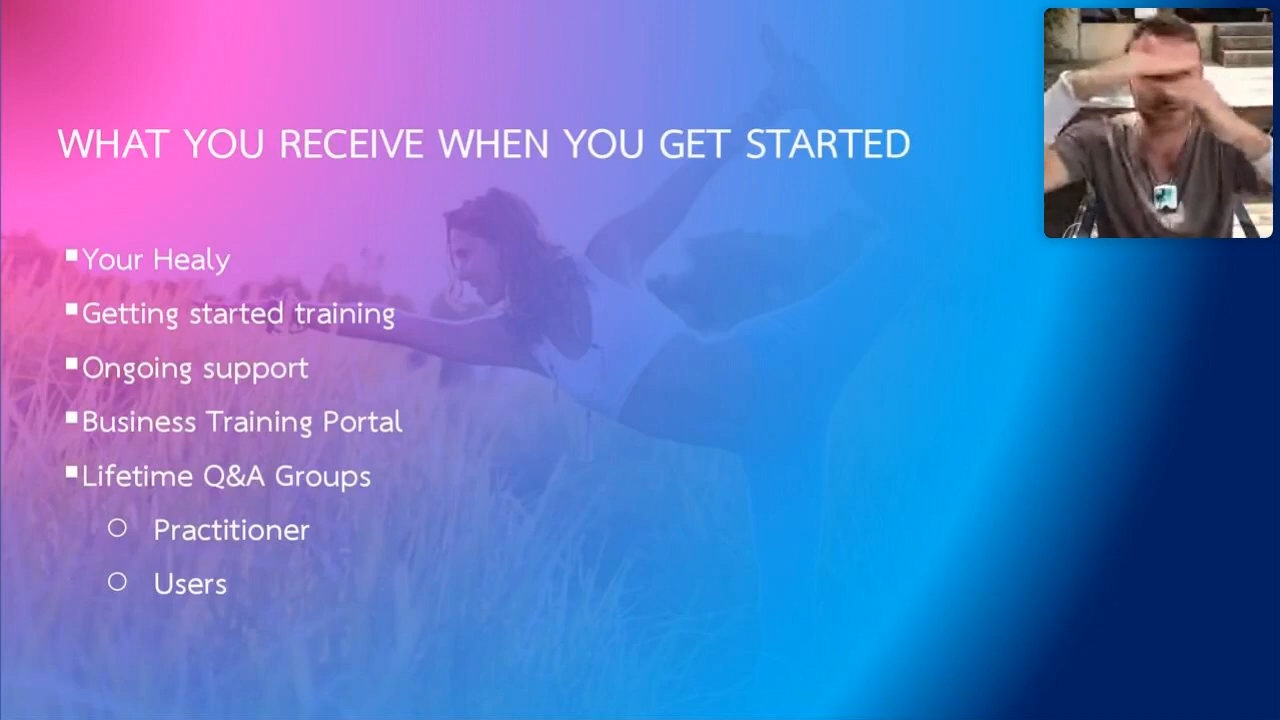 WHAT YOU RECEIVE WHEN YOU GET STARTED
▪Your Healy
▪Getting started training
▪Ongoing support
▪Business Training Portal
▪Lifetime Q&A Groups
○ Practitioner
○ Users